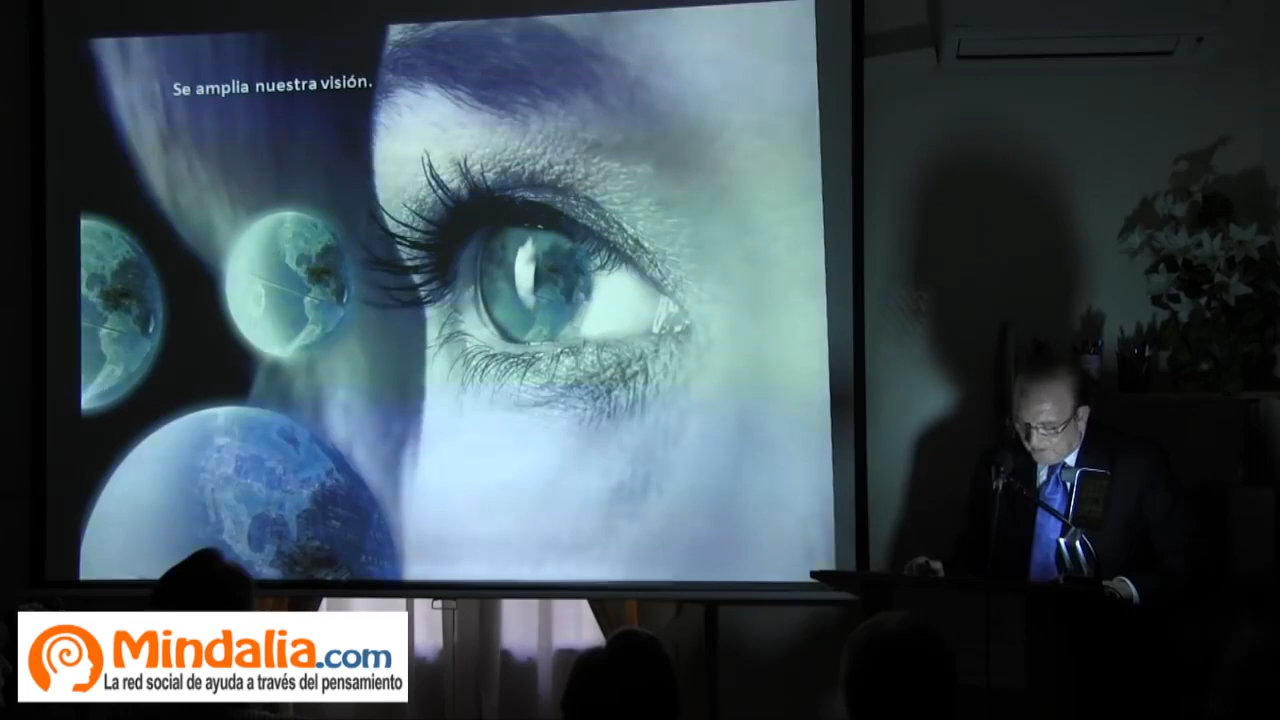 Se amplia nuestra visión.
Mindalia.com
La red social de ayuda a través del pensamiento